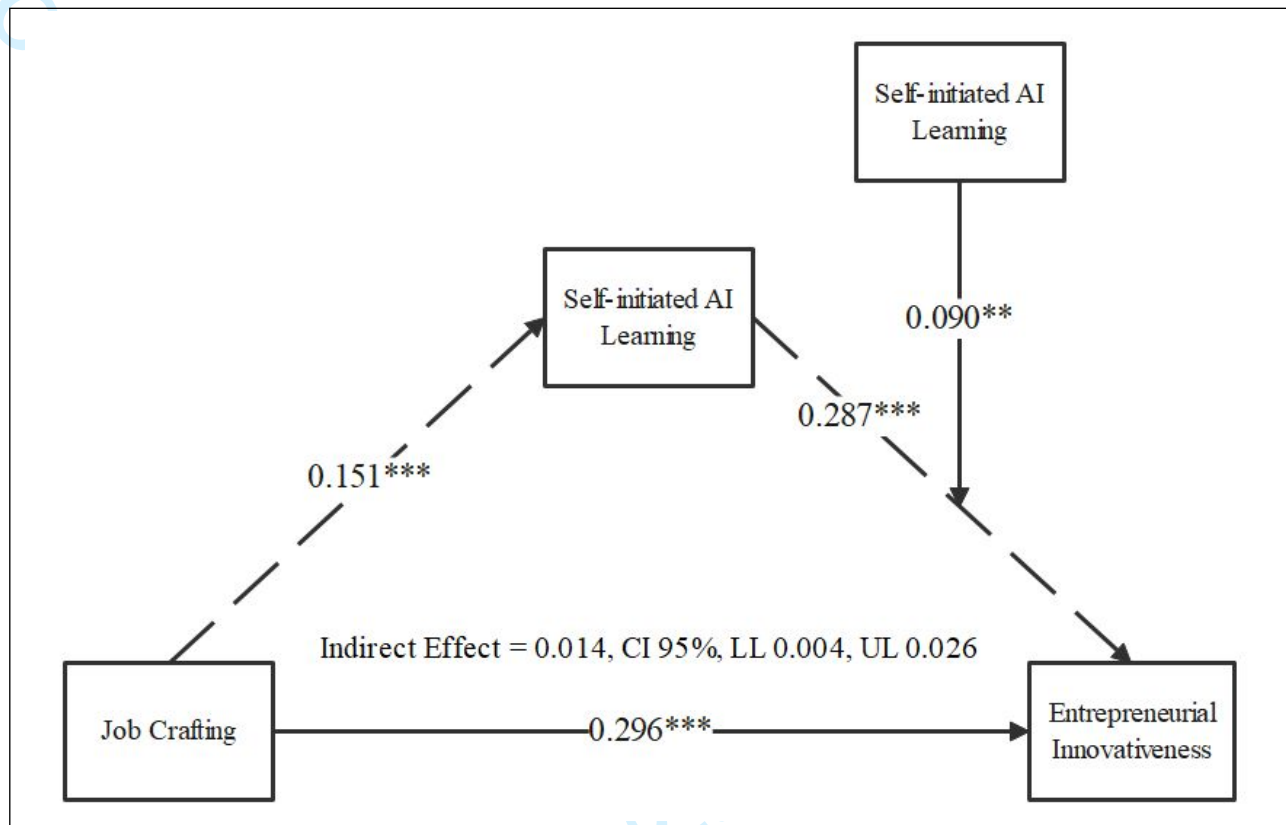 Self-initiated AI
Learning
Self-initiated AI
Learning
0.090**
0.287***
0.151***
Indirect Effect = 0.014, CI 95%, LL 0.004, UL 0.026
Job Crafting
0.296***
Entrepreneurial
Innovativeness